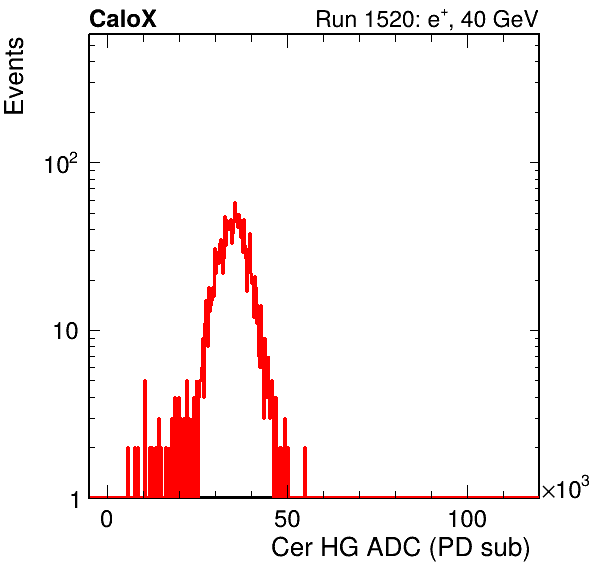 CaloX Run 1520: e⁺, 40 GeV
Events
10²
10
1
0 50 100 ×10³
Cer HG ADC (PD sub)